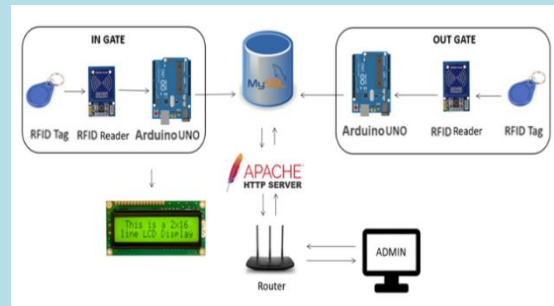 IN GATE
RFID Tag
RFID Reader
Arduino UNO
MySQL
OUT GATE
Arduino UNO
RFID Reader
RFID Tag
APACHE
HTTP SERVER
This is a 2x16
line LCD Display
Router
ADMIN